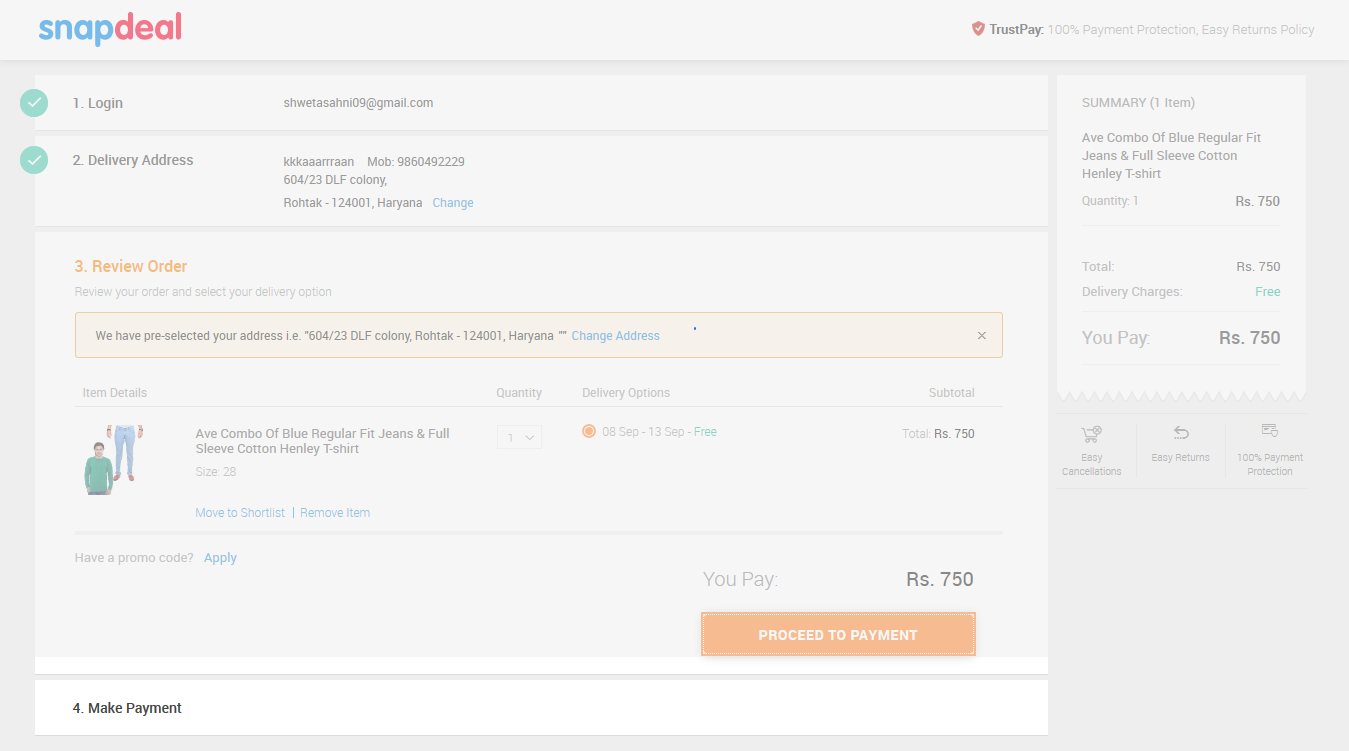 snapdeal
TrustPay: 100% Payment Protection, Easy Returns Policy
1. Login
shwetasahni09@gmail.com
2. Delivery Address
kkkaaarrraan Mob: 9860492229
604/23 DLF colony,
Rohtak - 124001, Haryana Change
3. Review Order
Review your order and select your delivery option
We have pre-selected your address i.e. "604/23 DLF colony, Rohtak - 124001, Haryana "" Change Address
Item Details Quantity Delivery Options Subtotal
Ave Combo Of Blue Regular Fit Jeans & Full
Sleeve Cotton Henley T-shirt
Size: 28
1
08 Sep - 13 Sep - Free
Total: Rs. 750
Move to Shortlist | Remove Item
Have a promo code? Apply
You Pay: Rs. 750
PROCEED TO PAYMENT
4. Make Payment
SUMMARY (1 Item)
Ave Combo Of Blue Regular Fit
Jeans & Full Sleeve Cotton
Henley T-shirt
Quantity: 1 Rs. 750
Total: Rs. 750
Delivery Charges: Free
You Pay: Rs. 750
Easy
Cancellations
Easy Returns
100% Payment
Protection